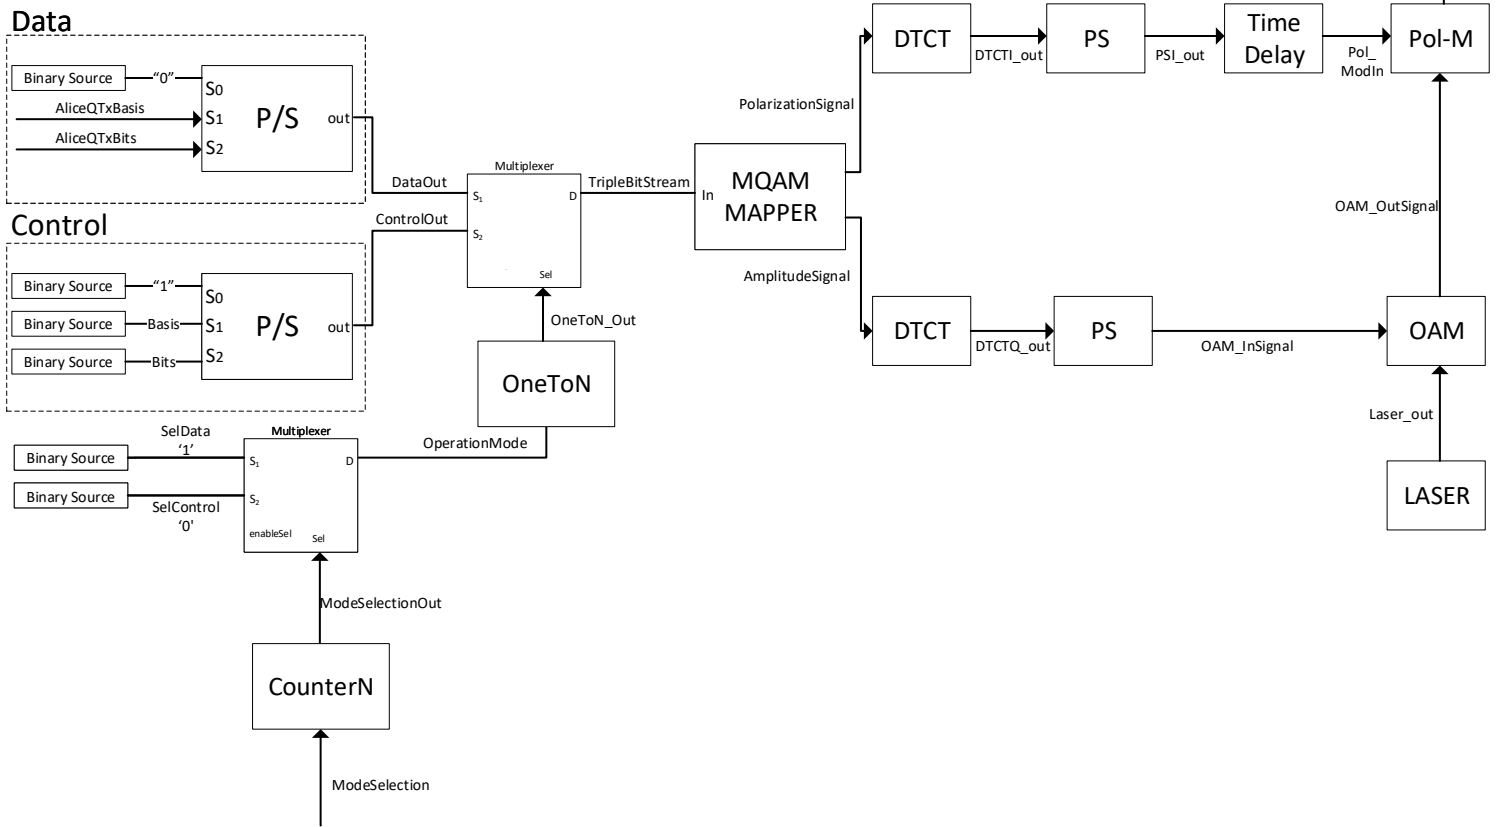 Data
Binary Source
“0”
AliceQTxBasis
AliceQTxBits
S0
S1
S2
P/S
out
Control
Binary Source
“1”
Binary Source
Basis
Binary Source
Bits
S0
S1
S2
P/S
out
DataOut
ControlOut
Multiplexer
S1
S2
D
Sel
TripleBitStream
OneToN_Out
OneToN
OperationMode
SelData
‘1’
Binary Source
Binary Source
SelControl
‘0'
Multiplexer
S1
S2
D
enableSel
Sel
ModeSelectionOut
CounterN
ModeSelection
In
MQAM
MAPPER
PolarizationSignal
AmplitudeSignal
DTCT
DTCTI_out
PS
PSI_out
Time
Delay
Pol_
ModIn
Pol-M
DTCT
DTCTQ_out
PS
OAM_InSignal
OAM
OAM_OutSignal
Laser_out
LASER